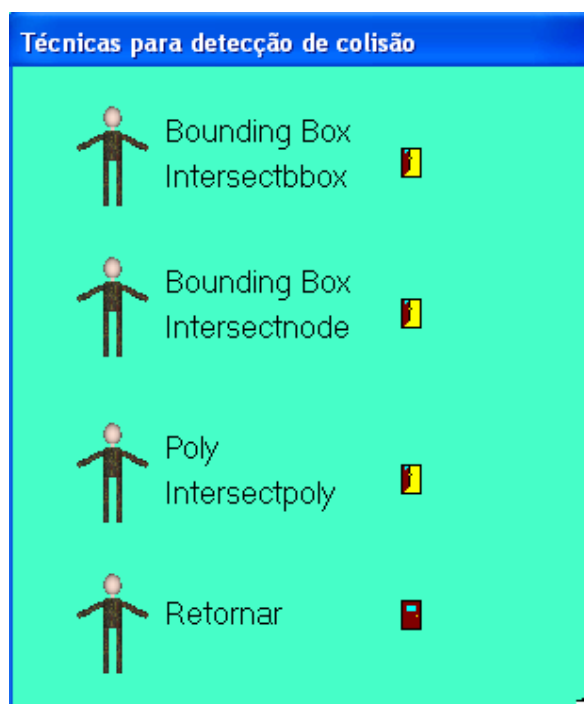 Técnicas para detecção de colisão
Bounding Box
Intersectbbox
Bounding Box
Intersectnode
Poly
Intersectpoly
Retornar